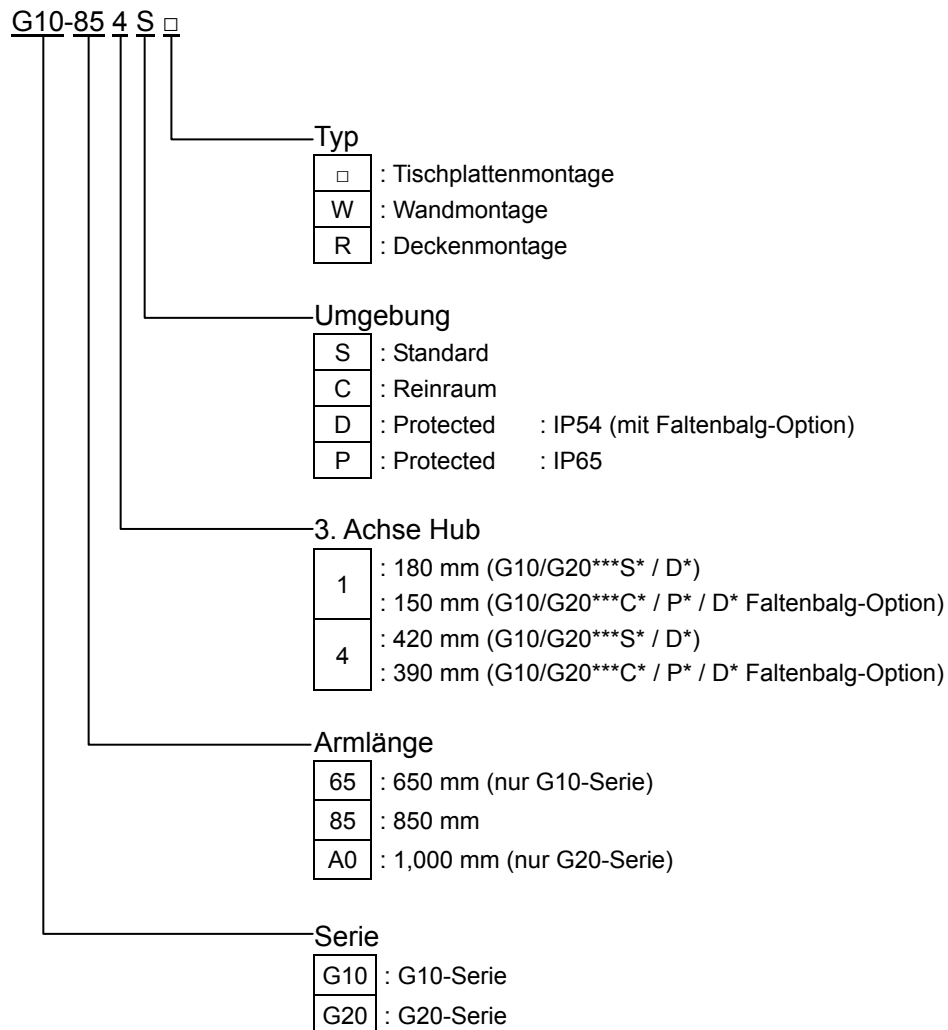 G10-85 4 S □
Typ
□ : Tischplattenmontage
W : Wandmontage
R : Deckenmontage
Umgebung
S : Standard
C : Reinraum
D : Protected : IP54 (mit Faltenbalg-Option)
P : Protected : IP65
3. Achse Hub
1 : 180 mm (G10/G20***S* / D*)
: 150 mm (G10/G20***C* / P* / D* Faltenbalg-Option)
4 : 420 mm (G10/G20***S* / D*)
: 390 mm (G10/G20***C* / P* / D* Faltenbalg-Option)
Armlänge
65 : 650 mm (nur G10-Serie)
85 : 850 mm
A0 : 1,000 mm (nur G20-Serie)
Serie
G10 : G10-Serie
G20 : G20-Serie